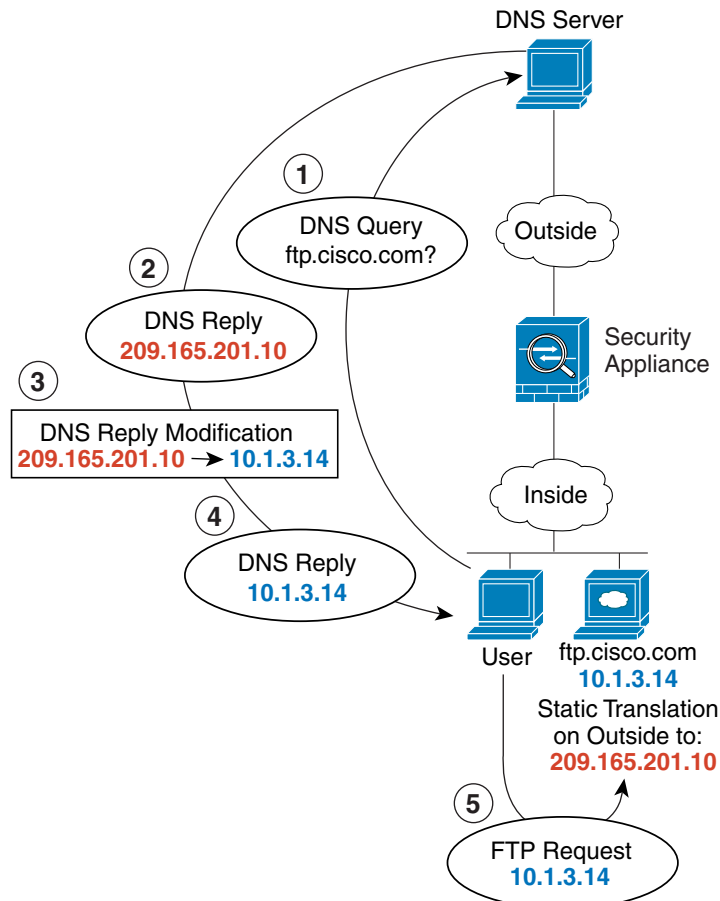 DNS Server
1
DNS Query
ftp.cisco.com?
Outside
2
DNS Reply
209.165.201.10
Security
Appliance
3
DNS Reply Modification
209.165.201.10 → 10.1.3.14
Inside
4
DNS Reply
10.1.3.14
User
ftp.cisco.com
10.1.3.14
Static Translation
on Outside to:
209.165.201.10
5
FTP Request
10.1.3.14